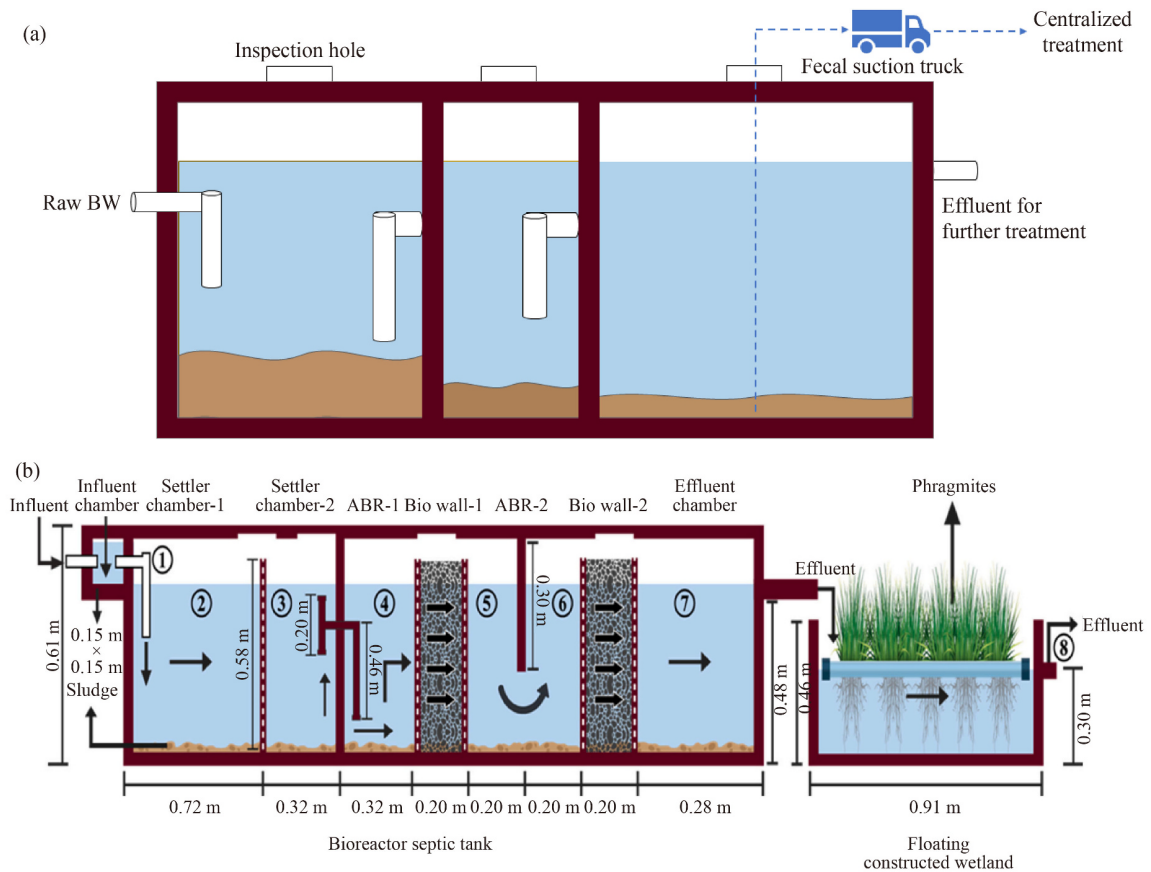 (a)
Inspection hole
Centralized
treatment
Fecal suction truck
Raw BW
Effluent for
further treatment
(b)
Influent
Influent
chamber
Settler
chamber-1
Settler
chamber-2
ABR-1
Bio wall-1
ABR-2
Bio wall-2
Effluent
chamber
Phragmites
①
②
③
④
⑤
⑥
⑦
⑧
0.61 m
0.15 m
×
0.15 m
Sludge
0.58 m
0.20 m
0.46 m
0.30 m
Effluent
0.48 m
0.46 m
Effluent
0.30 m
0.72 m
0.32 m
0.32 m
0.20 m
0.20 m
0.20 m
0.20 m
0.28 m
0.91 m
Bioreactor septic tank
Floating
constructed wetland